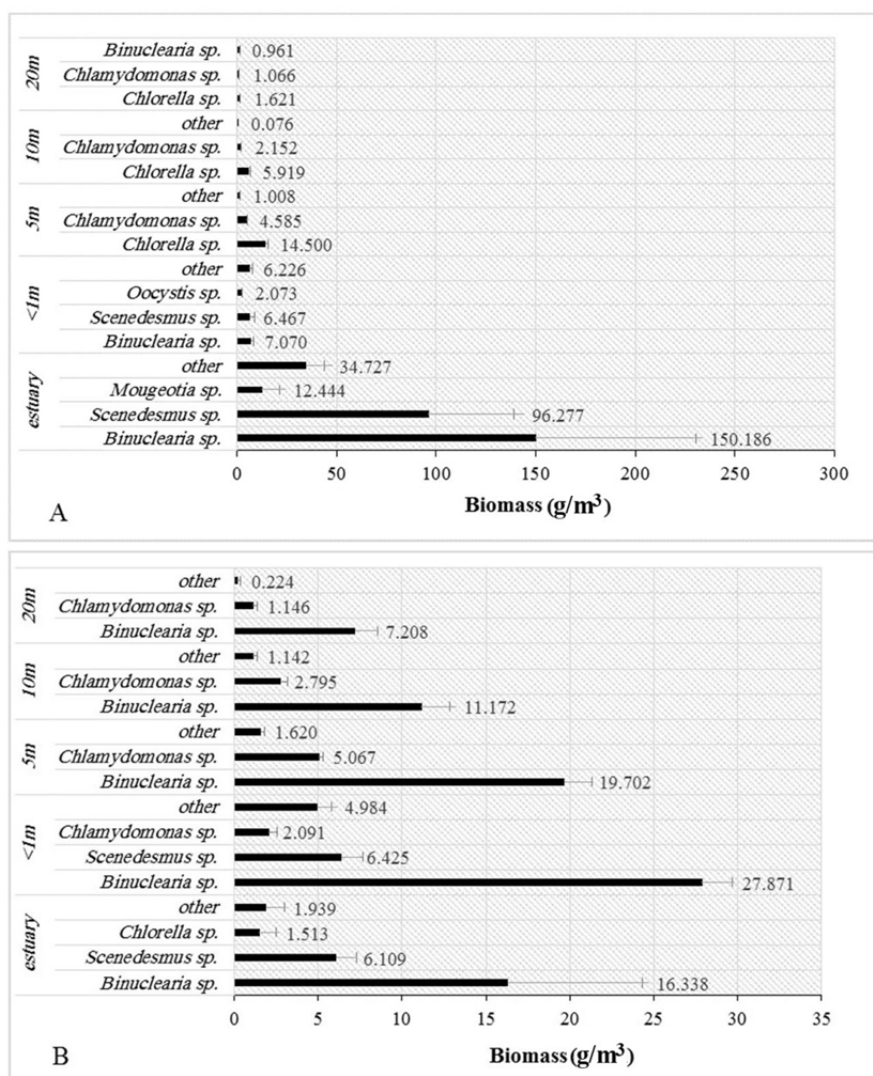 20m
Binuclearia sp. 0.961
Chlamydomonas sp. 1.066
Chlorella sp. 1.621
10m
other 0.076
Chlamydomonas sp. 2.152
Chlorella sp. 5.919
5m
other 1.008
Chlamydomonas sp. 4.585
Chlorella sp. 14.500
<1m
other 6.226
Oocystis sp. 2.073
Scenedesmus sp. 6.467
Binuclearia sp. 7.070
estuary
other 34.727
Mougeotia sp. 12.444
Scenedesmus sp. 96.277
Binuclearia sp. 150.186
0 50 100 150 200 250 300
Biomass (g/m³)
A
20m
other 0.224
Chlamydomonas sp. 1.146
Binuclearia sp. 7.208
10m
other 1.142
Chlamydomonas sp. 2.795
Binuclearia sp. 11.172
5m
other 1.620
Chlamydomonas sp. 5.067
Binuclearia sp. 19.702
<1m
other 4.984
Chlamydomonas sp. 2.091
Scenedesmus sp. 6.425
Binuclearia sp. 27.871
estuary
other 1.939
Chlorella sp. 1.513
Scenedesmus sp. 6.109
Binuclearia sp. 16.338
0 5 10 15 20 25 30 35
Biomass (g/m³)
B